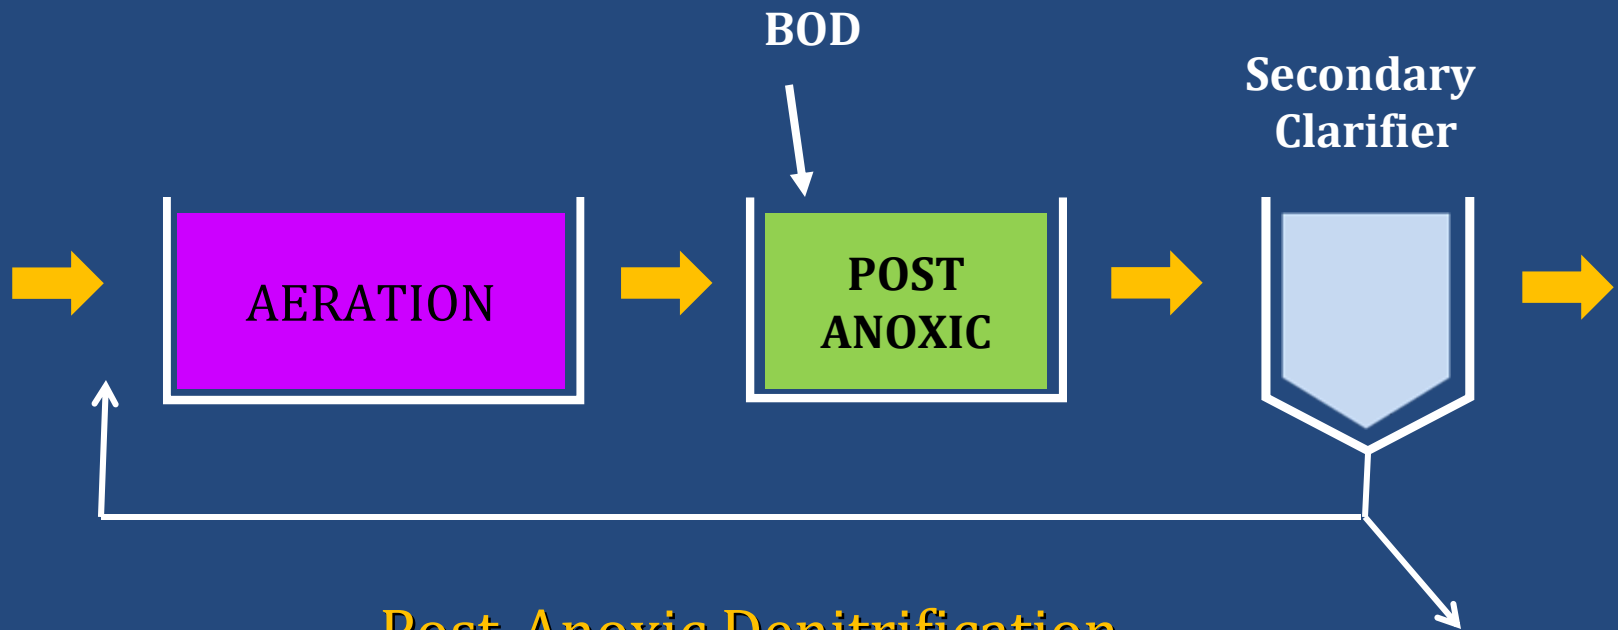 BOD
Secondary
Clarifier
AERATION
POST
ANOXIC
Post-Anoxic Denitrification